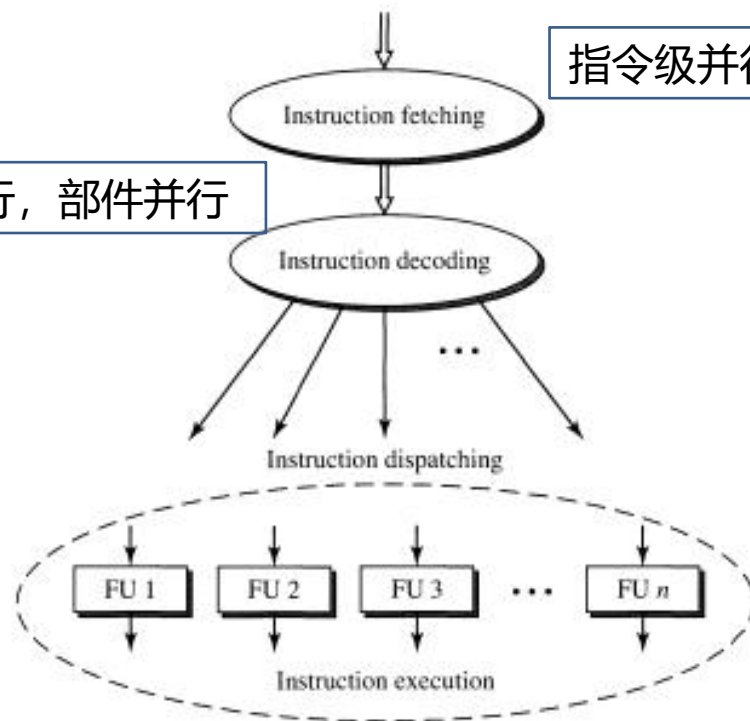 指令级并行
Instruction fetching
行，部件并行
Instruction decoding
Instruction dispatching
FU 1
FU 2
FU 3
FU n
Instruction execution